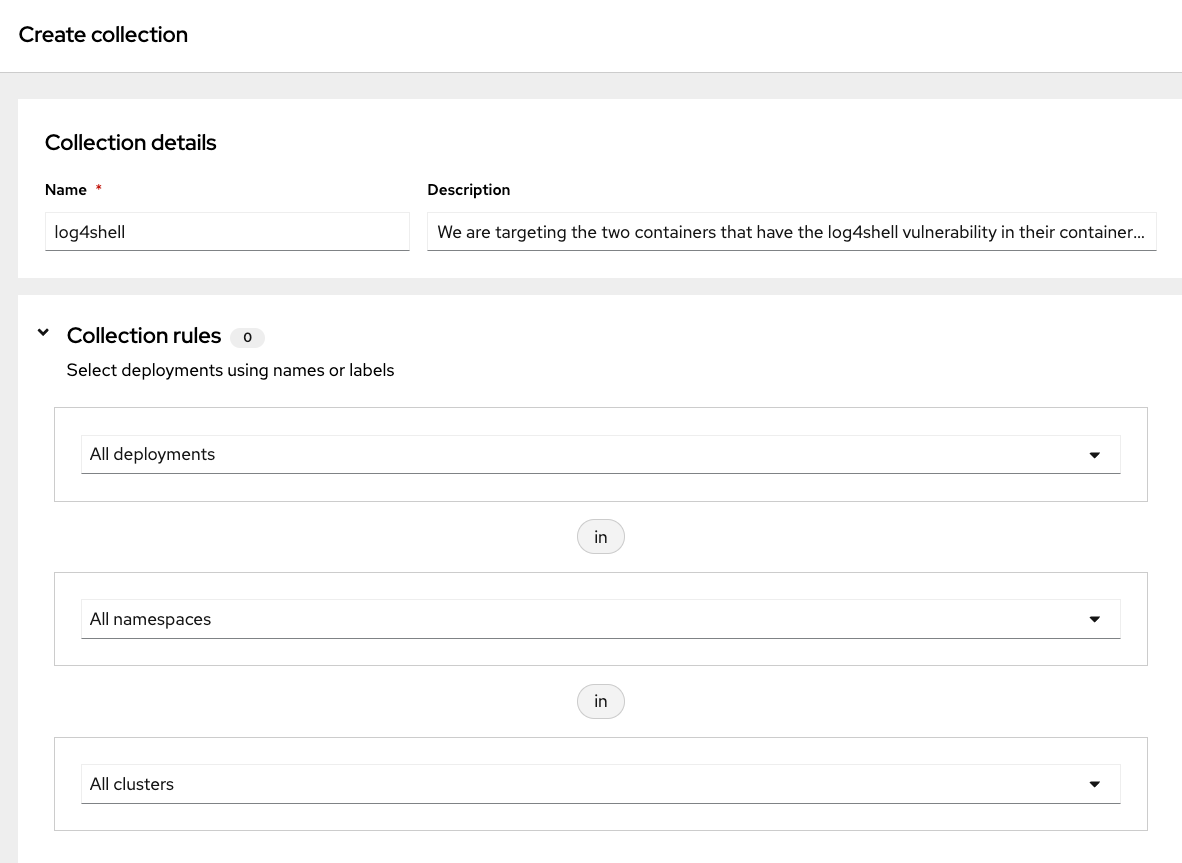 Create collection
Collection details
Name * Description
log4shell We are targeting the two containers that have the log4shell vulnerability in their container...
Collection rules 0
Select deployments using names or labels
All deployments
in
All namespaces
in
All clusters